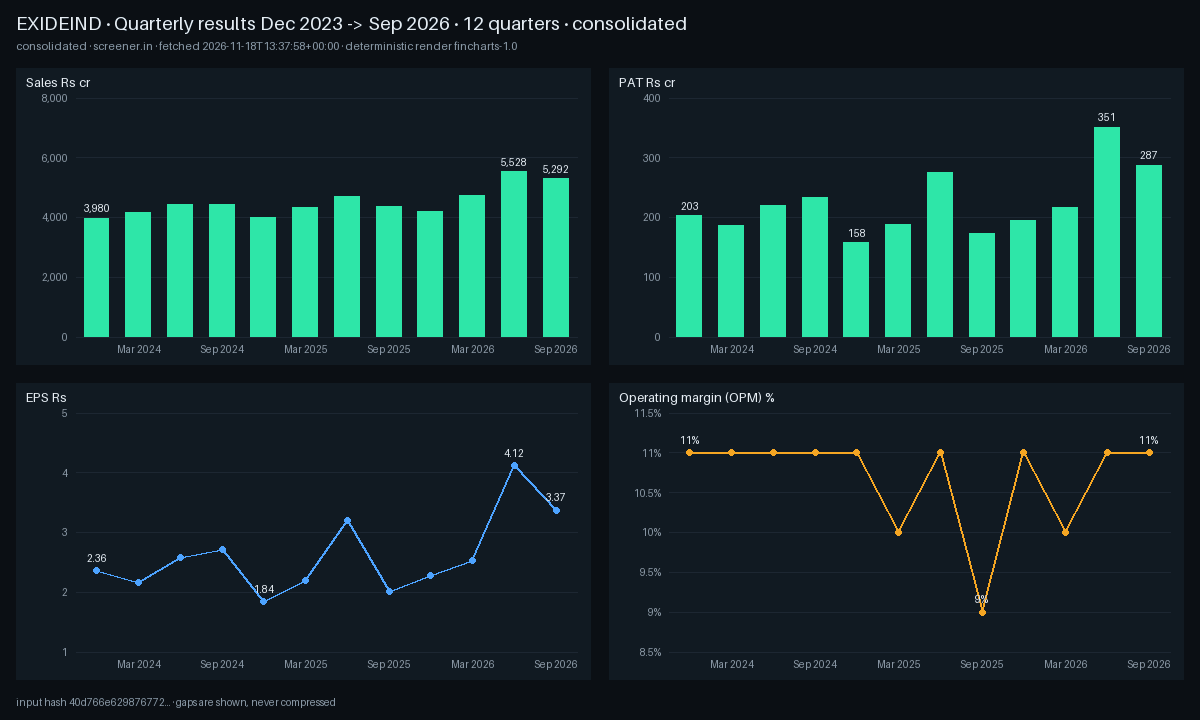 EXIDEIND · Quarterly results Dec 2023 -> Sep 2026 · 12 quarters · consolidated
consolidated · screener.in · fetched 2026-11-18T13:37:58+00:00 · deterministic render fincharts-1.0
Sales Rs cr
8,000
6,000
4,000
2,000
0
3,980
5,528
5,292
Mar 2024
Sep 2024
Mar 2025
Sep 2025
Mar 2026
Sep 2026
PAT Rs cr
400
300
200
100
0
203
158
351
287
Mar 2024
Sep 2024
Mar 2025
Sep 2025
Mar 2026
Sep 2026
EPS Rs
5
4
3
2
1
2.36
1.84
4.12
3.37
Mar 2024
Sep 2024
Mar 2025
Sep 2025
Mar 2026
Sep 2026
Operating margin (OPM) %
11.5%
11%
10.5%
10%
9.5%
9%
8.5%
11%
9%
11%
Mar 2024
Sep 2024
Mar 2025
Sep 2025
Mar 2026
Sep 2026
input hash 40d766e629876772… · gaps are shown, never compressed